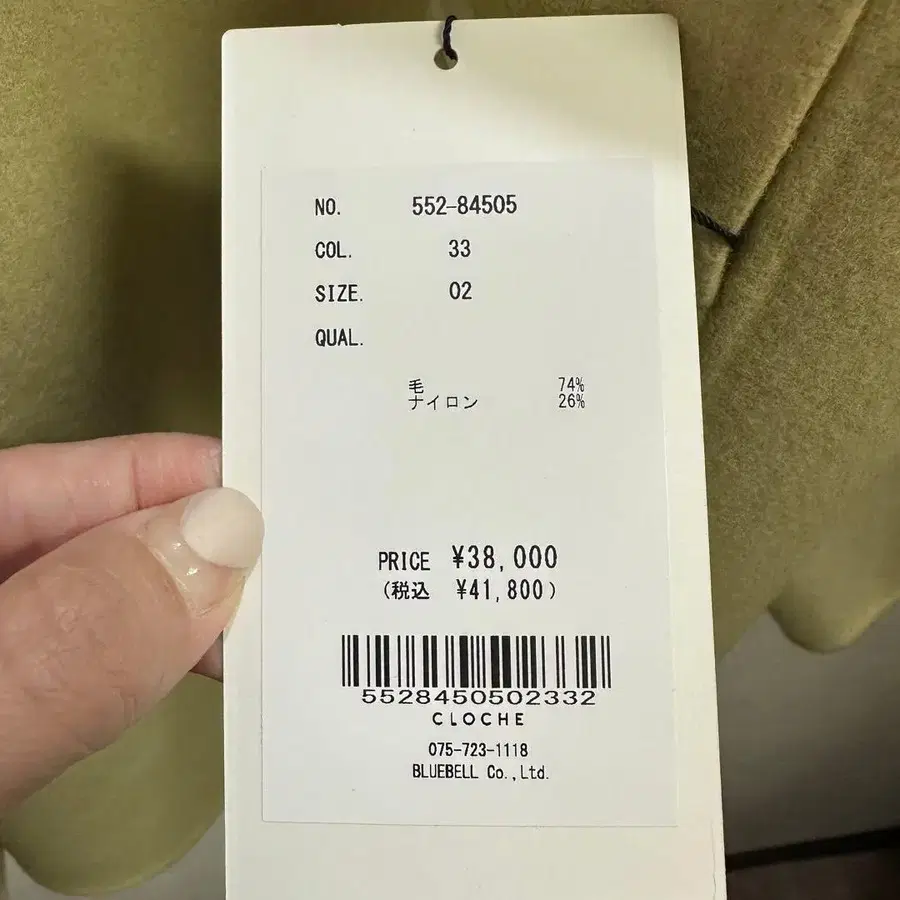 NO. 552-84505
COL. 33
SIZE. 02
QUAL.
毛 74%
ナイロン 26%
PRICE ¥38,000
(税込 ¥41,800)
5528450502332
CLOCHE
075-723-1118
BLUEBELL Co.,Ltd.